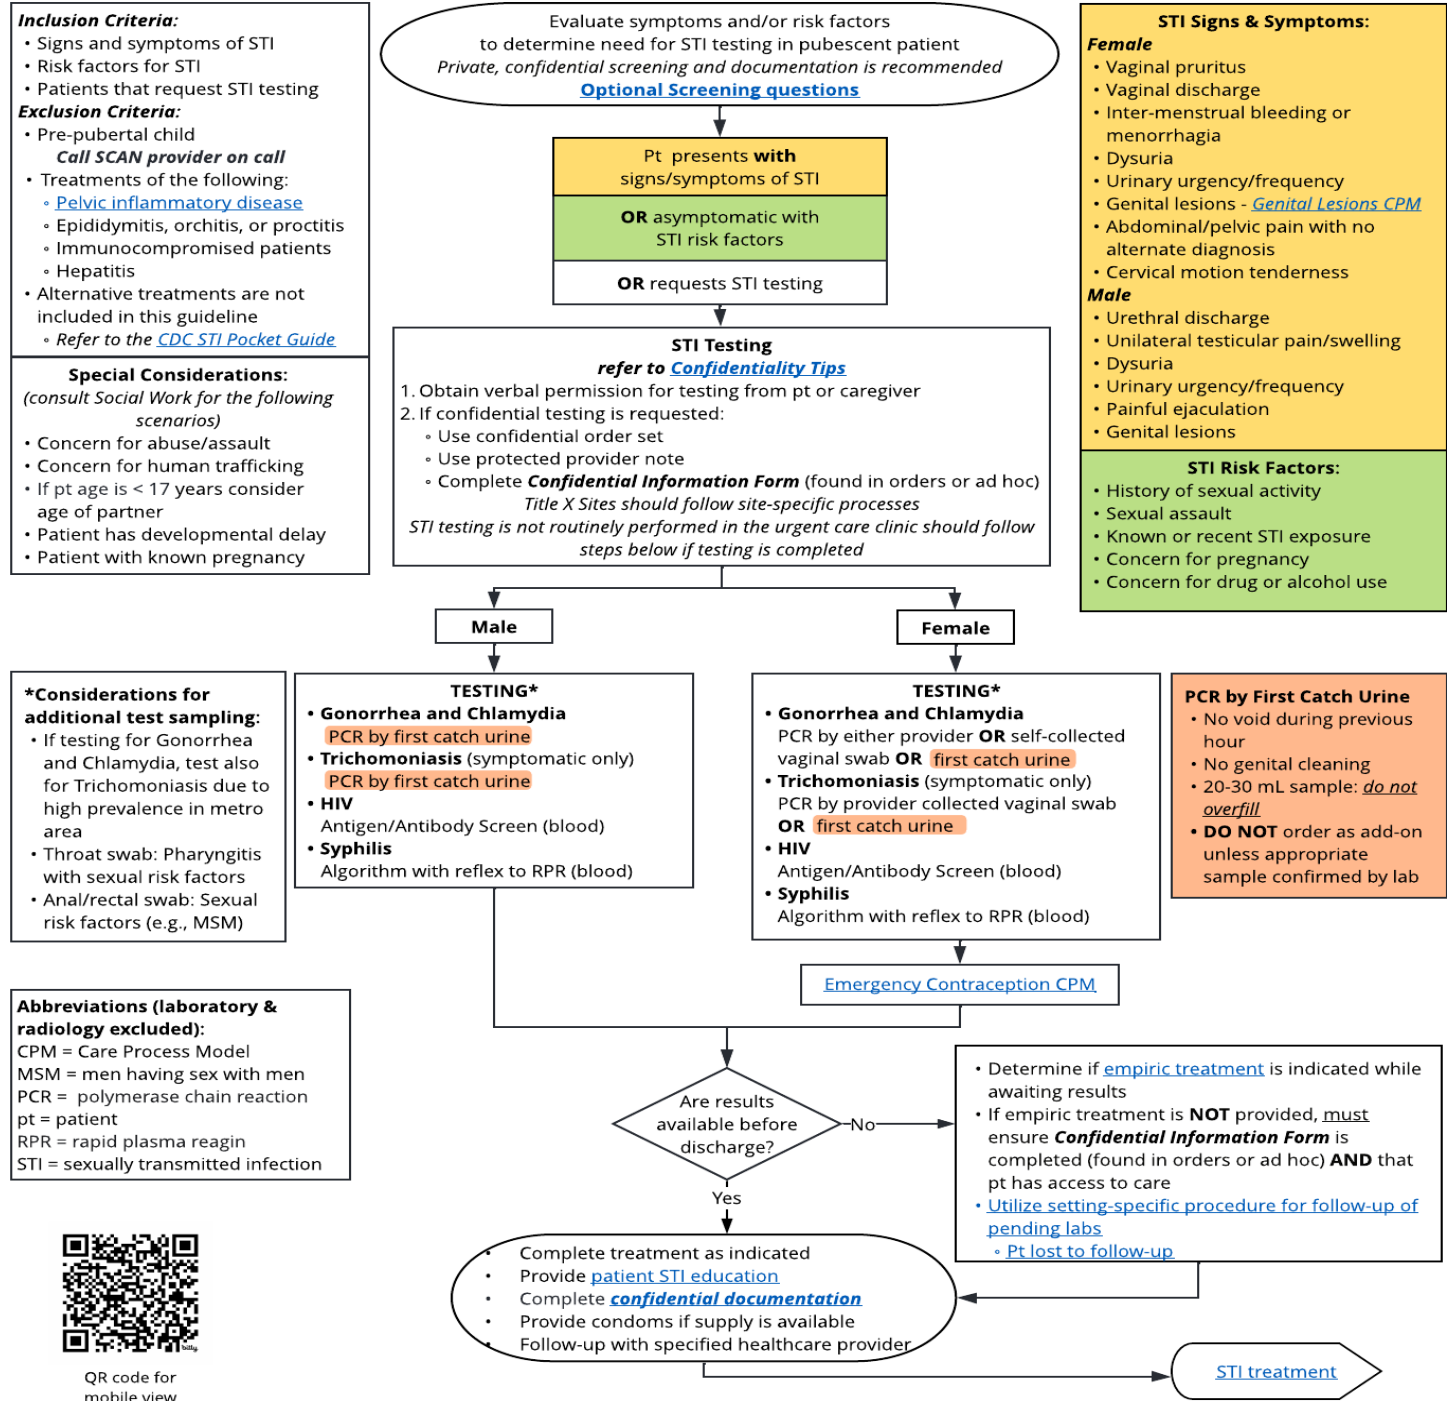 Inclusion Criteria:
• Signs and symptoms of STI
• Risk factors for STI
• Patients that request STI testing
Exclusion Criteria:
• Pre-pubertal child
Call SCAN provider on call
• Treatments of the following:
◦ Pelvic inflammatory disease
◦ Epididymitis, orchitis, or proctitis
◦ Immunocompromised patients
◦ Hepatitis
• Alternative treatments are not
included in this guideline
◦ Refer to the CDC STI Pocket Guide
Special Considerations:
(consult Social Work for the following
scenarios)
• Concern for abuse/assault
• Concern for human trafficking
• If pt age is < 17 years consider
age of partner
• Patient has developmental delay
• Patient with known pregnancy
Evaluate symptoms and/or risk factors
to determine need for STI testing in pubescent patient
Private, confidential screening and documentation is recommended
Optional Screening questions
Pt presents with
signs/symptoms of STI
OR asymptomatic with
STI risk factors
OR requests STI testing
STI Testing
refer to Confidentiality Tips
1. Obtain verbal permission for testing from pt or caregiver
2. If confidential testing is requested:
◦ Use confidential order set
◦ Use protected provider note
◦ Complete Confidential Information Form (found in orders or ad hoc)
Title X Sites should follow site-specific processes
STI testing is not routinely performed in the urgent care clinic should follow
steps below if testing is completed
STI Signs & Symptoms:
Female
• Vaginal pruritus
• Vaginal discharge
• Inter-menstrual bleeding or
menorrhagia
• Dysuria
• Urinary urgency/frequency
• Genital lesions - Genital Lesions CPM
• Abdominal/pelvic pain with no
alternate diagnosis
• Cervical motion tenderness
Male
• Urethral discharge
• Unilateral testicular pain/swelling
• Dysuria
• Urinary urgency/frequency
• Painful ejaculation
• Genital lesions
STI Risk Factors:
• History of sexual activity
• Sexual assault
• Known or recent STI exposure
• Concern for pregnancy
• Concern for drug or alcohol use
Male
Female
*Considerations for
additional test sampling:
• If testing for Gonorrhea
and Chlamydia, test also
for Trichomoniasis due to
high prevalence in metro
area
• Throat swab: Pharyngitis
with sexual risk factors
• Anal/rectal swab: Sexual
risk factors (e.g., MSM)
TESTING*
• Gonorrhea and Chlamydia
PCR by first catch urine
• Trichomoniasis (symptomatic only)
PCR by first catch urine
• HIV
Antigen/Antibody Screen (blood)
• Syphilis
Algorithm with reflex to RPR (blood)
TESTING*
• Gonorrhea and Chlamydia
PCR by either provider OR self-collected
vaginal swab OR first catch urine
• Trichomoniasis (symptomatic only)
PCR by provider collected vaginal swab
OR first catch urine
• HIV
Antigen/Antibody Screen (blood)
• Syphilis
Algorithm with reflex to RPR (blood)
PCR by First Catch Urine
• No void during previous
hour
• No genital cleaning
• 20-30 mL sample: do not
overfill
• DO NOT order as add-on
unless appropriate
sample confirmed by lab
Emergency Contraception CPM
Abbreviations (laboratory &
radiology excluded):
CPM = Care Process Model
MSM = men having sex with men
PCR = polymerase chain reaction
pt = patient
RPR = rapid plasma reagin
STI = sexually transmitted infection
Are results
available before
discharge?
No
Yes
• Determine if empiric treatment is indicated while
awaiting results
• If empiric treatment is NOT provided, must
ensure Confidential Information Form is
completed (found in orders or ad hoc) AND that
pt has access to care
• Utilize setting-specific procedure for follow-up of
pending labs
◦ Pt lost to follow-up
• Complete treatment as indicated
• Provide patient STI education
• Complete confidential documentation
• Provide condoms if supply is available
• Follow-up with specified healthcare provider
STI treatment
bitly
QR code for
mobile view